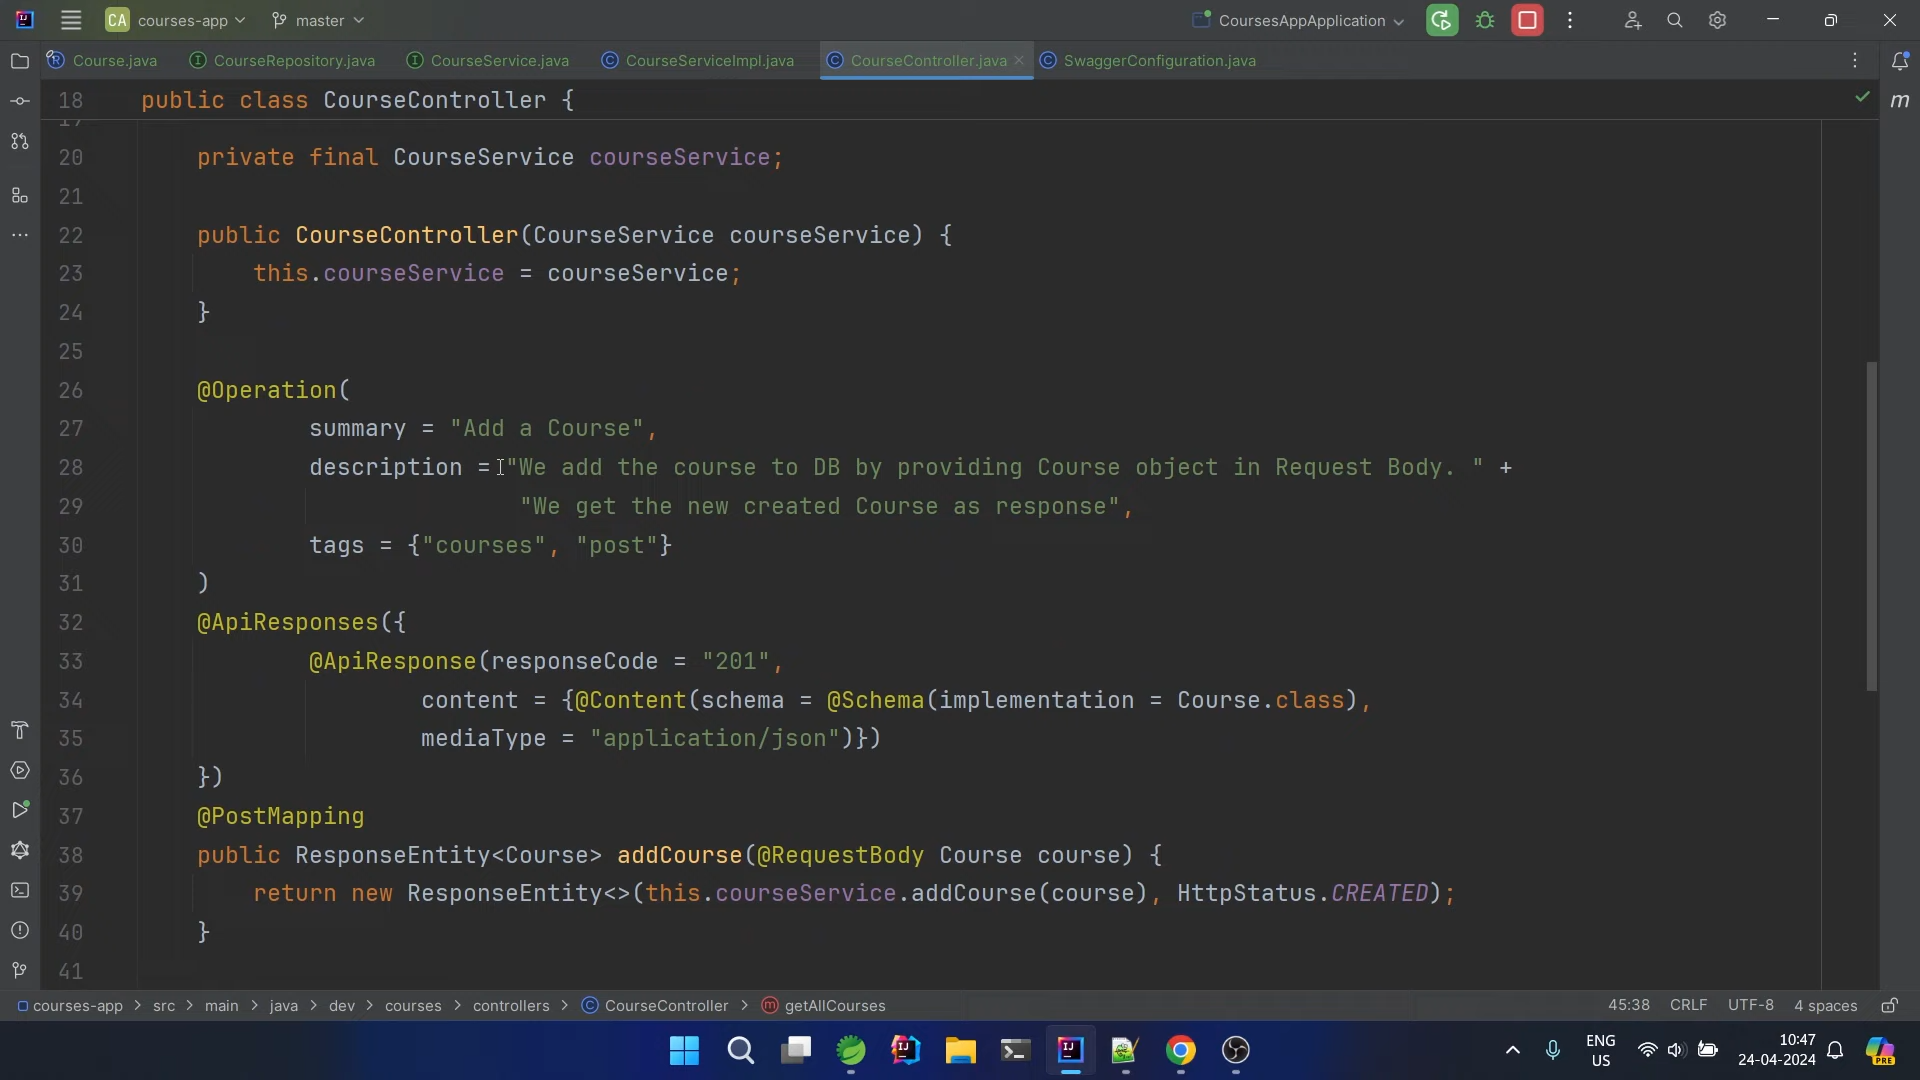 CA courses-app master CoursesAppApplication
Course.java CourseRepository.java CourseService.java CourseServiceImpl.java CourseController.java SwaggerConfiguration.java
18 public class CourseController {
20 private final CourseService courseService;
21
22 public CourseController(CourseService courseService) {
23 this.courseService = courseService;
24 }
25
26 @Operation(
27 summary = "Add a Course",
28 description = "We add the course to DB by providing Course object in Request Body. " +
29 "We get the new created Course as response",
30 tags = {"courses", "post"}
31 )
32 @ApiResponses({
33 @ApiResponse(responseCode = "201",
34 content = {@Content(schema = @Schema(implementation = Course.class),
35 mediaType = "application/json")})
36 })
37 @PostMapping
38 public ResponseEntity<Course> addCourse(@RequestBody Course course) {
39 return new ResponseEntity<>(this.courseService.addCourse(course), HttpStatus.CREATED);
40 }
41
courses-app > src > main > java > dev > courses > controllers > CourseController > getAllCourses 45:38 CRLF UTF-8 4 spaces
ENG
US
10:47
24-04-2024